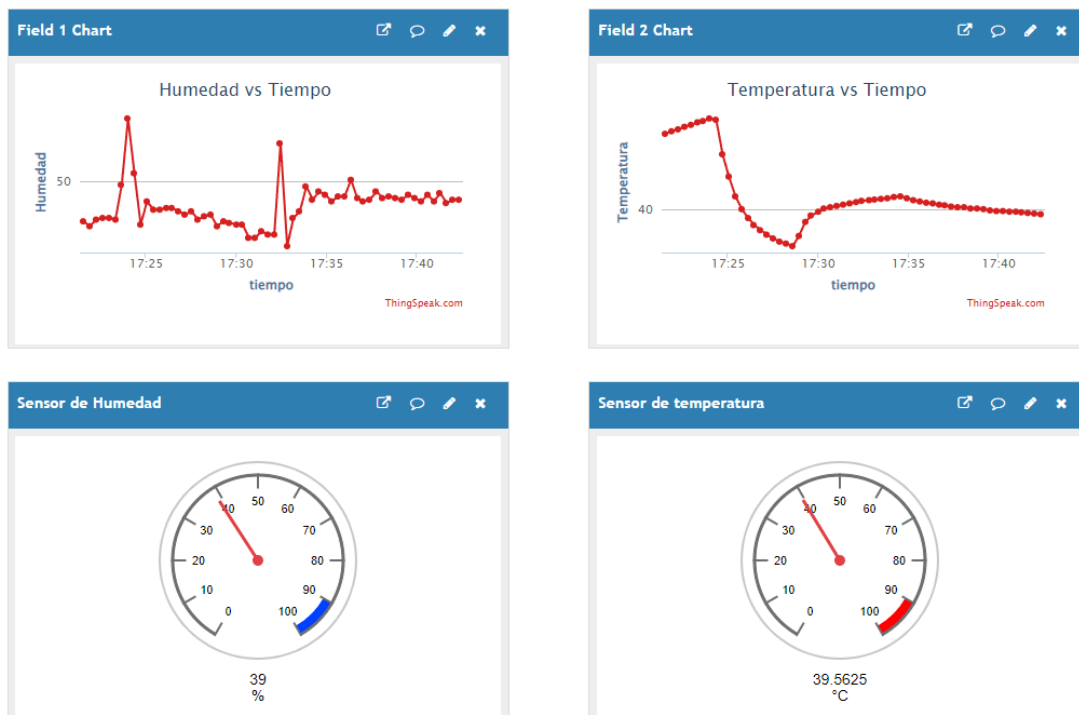 Field 1 Chart
Humedad vs Tiempo
Humedad
50
17:25 17:30 17:35 17:40
tiempo
ThingSpeak.com
Field 2 Chart
Temperatura vs Tiempo
Temperatura
40
17:25 17:30 17:35 17:40
tiempo
ThingSpeak.com
Sensor de Humedad
0 10 20 30 40 50 60 70 80 90 100
39
%
Sensor de temperatura
0 10 20 30 40 50 60 70 80 90 100
39.5625
°C